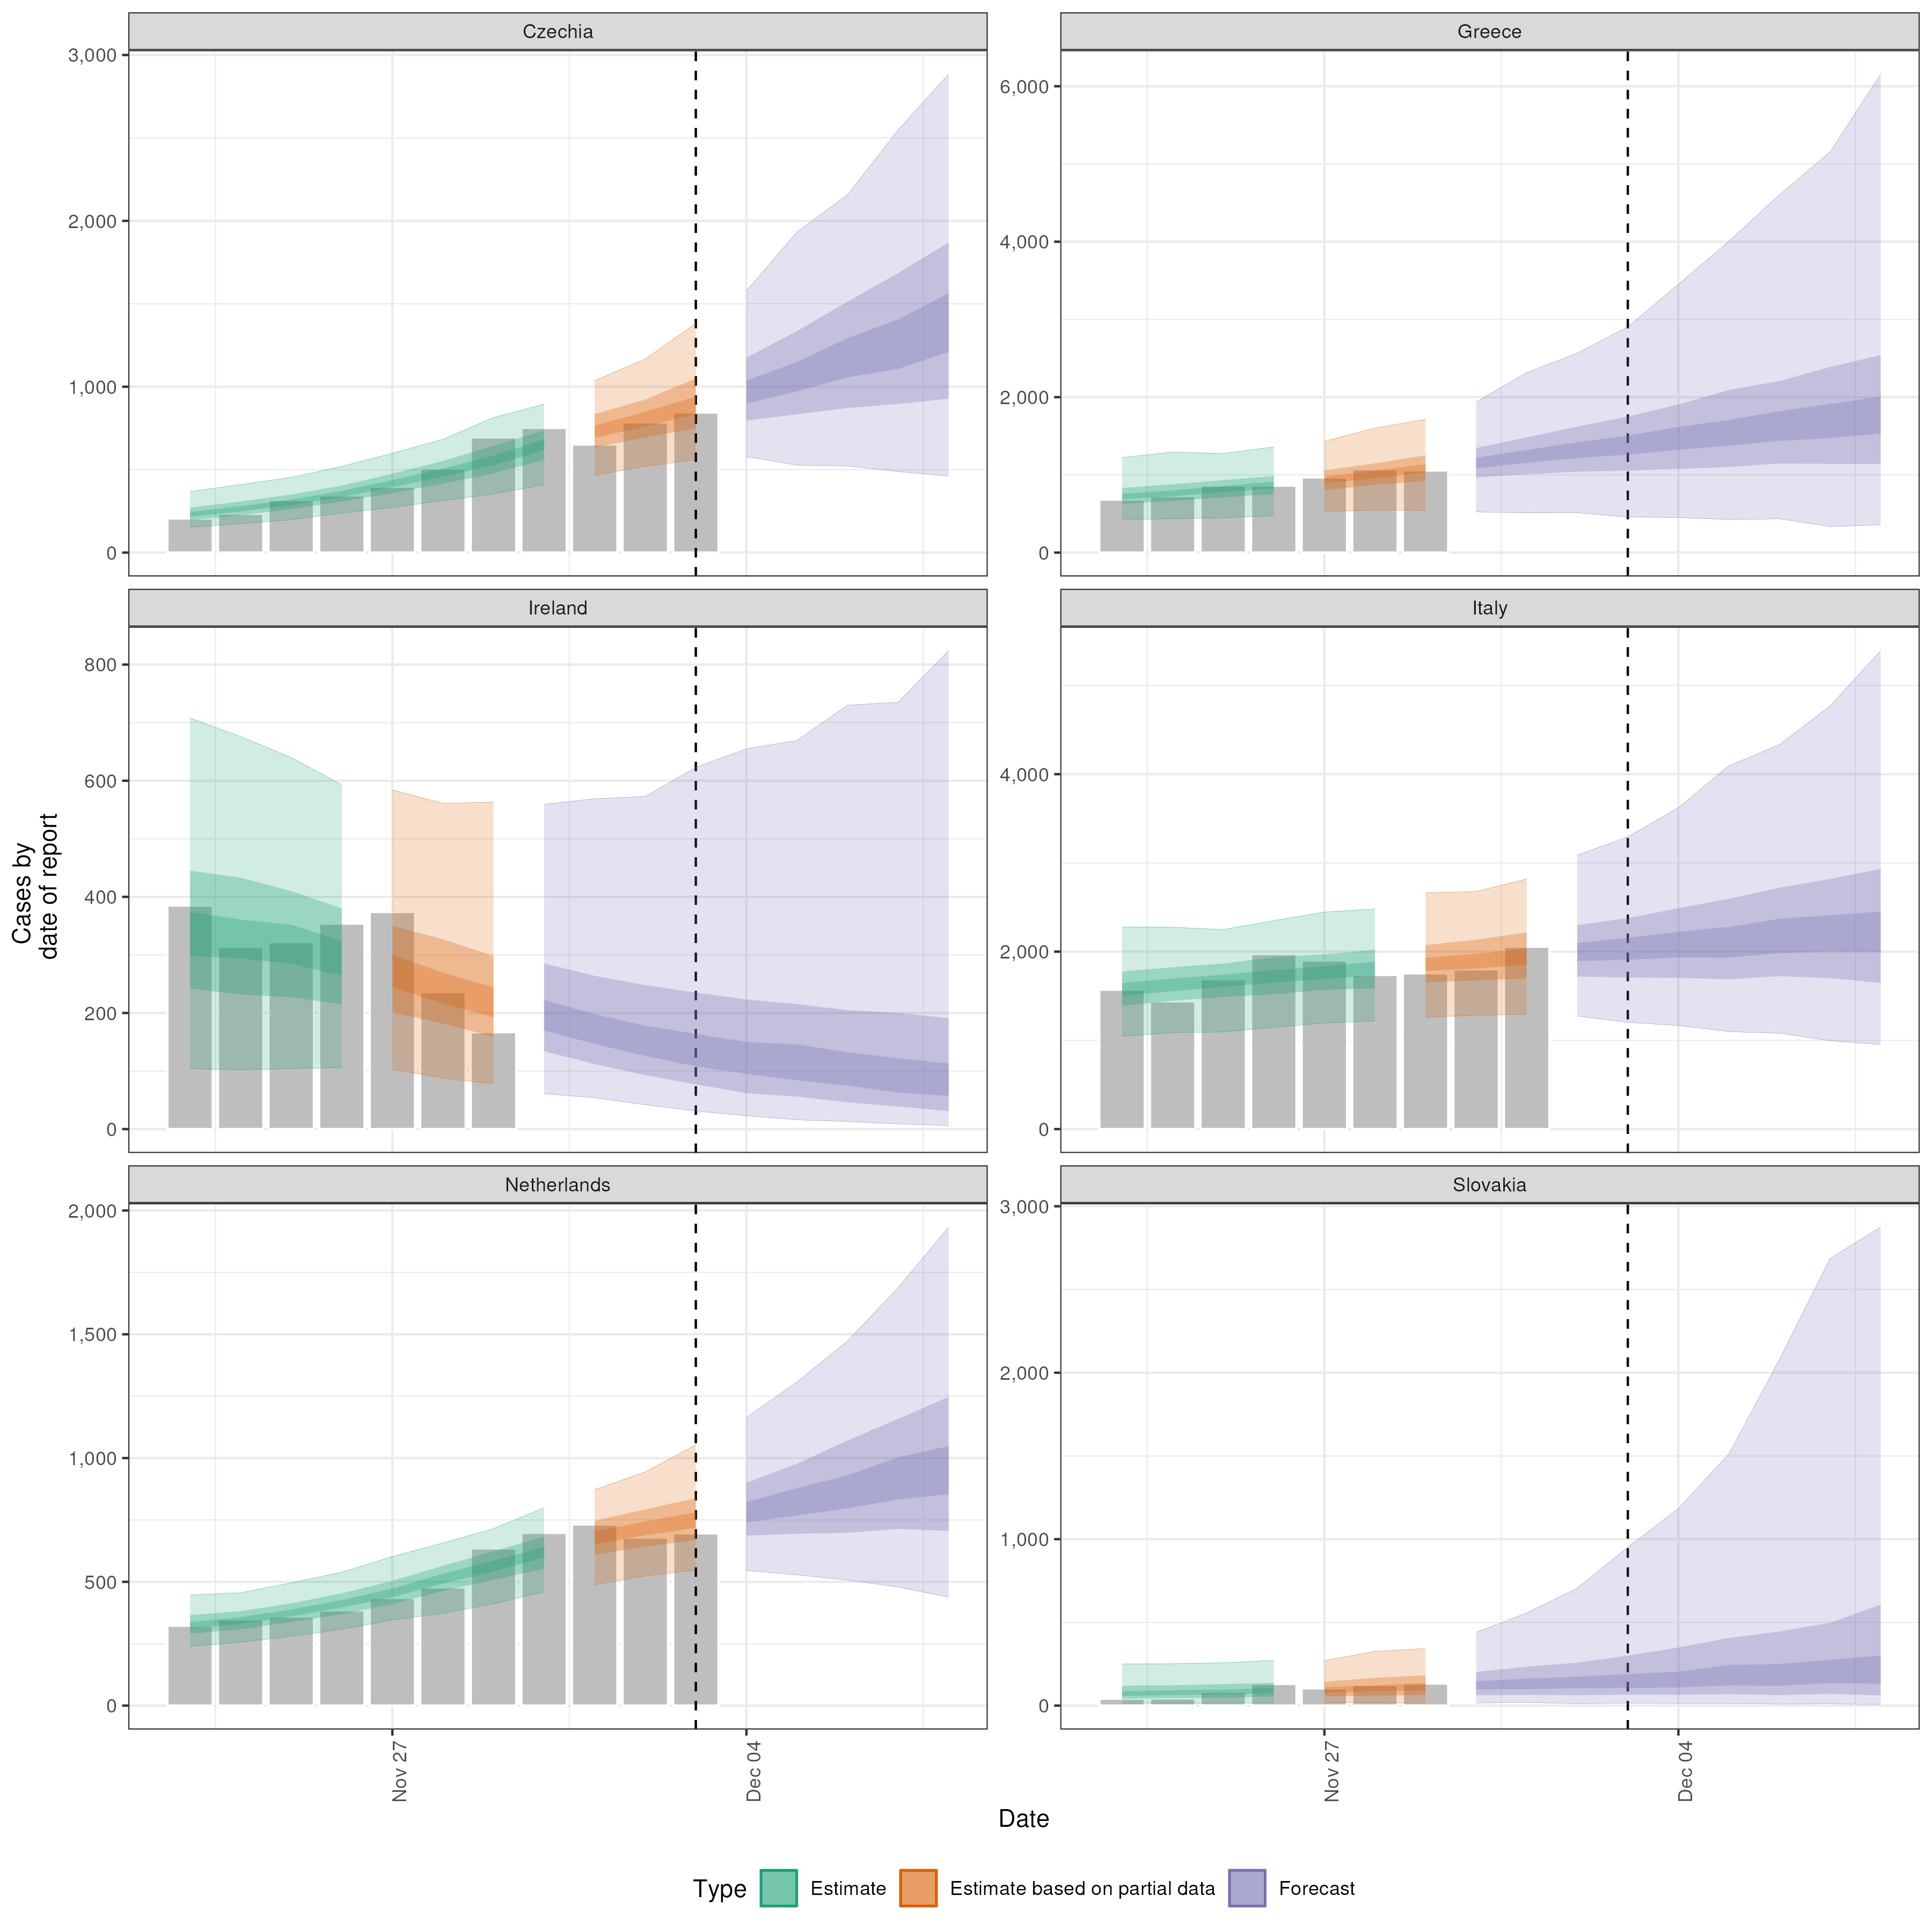 Czechia
Greece
3,000
2,000
1,000
0
6,000
4,000
2,000
0
Ireland
Italy
800
600
400
200
0
4,000
2,000
0
Netherlands
Slovakia
2,000
1,500
1,000
500
0
3,000
2,000
1,000
0
Cases by
date of report
Nov 27
Dec 04
Nov 27
Dec 04
Date
Type
Estimate
Estimate based on partial data
Forecast